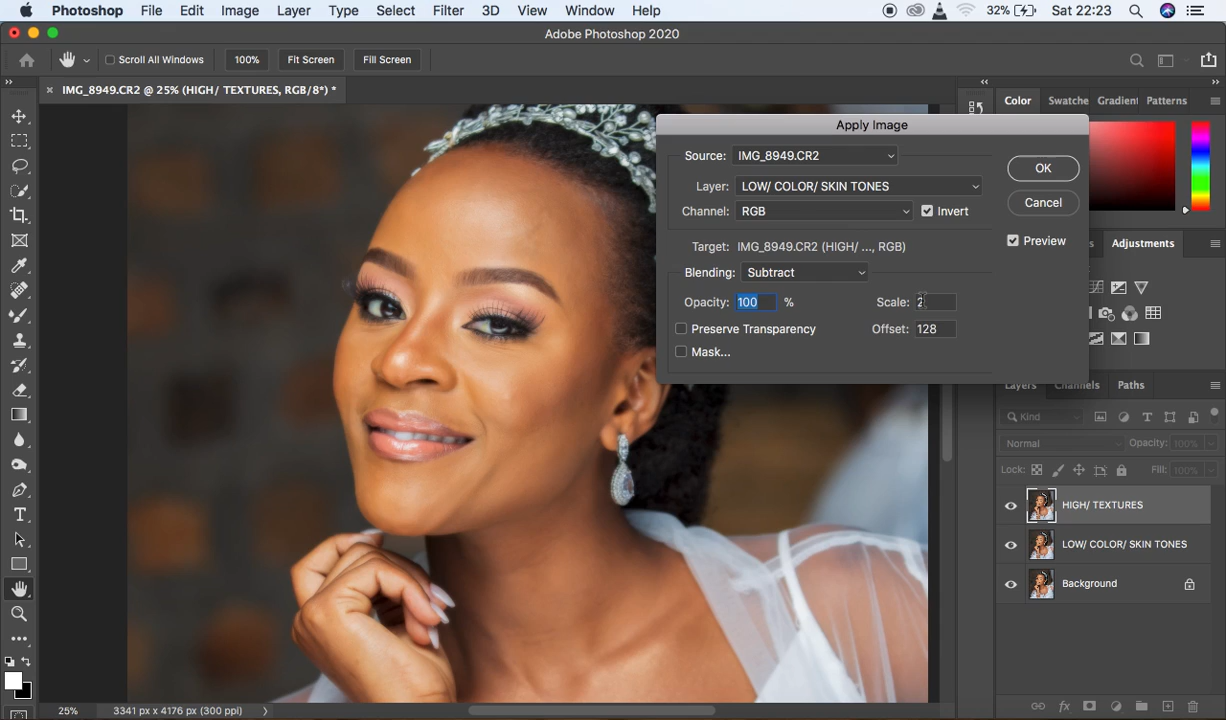 Photoshop File Edit Image Layer Type Select Filter 3D View Window Help 32% Sat 22:23
Adobe Photoshop 2020
Scroll All Windows 100% Fit Screen Fill Screen
× IMG_8949.CR2 @ 25% (HIGH/ TEXTURES, RGB/8*) *
Color Swatche Gradient Patterns
Apply Image
Source: IMG_8949.CR2
OK
Layer: LOW/ COLOR/ SKIN TONES
Cancel
Channel: RGB Invert
Preview
Target: IMG_8949.CR2 (HIGH/ ..., RGB)
s Adjustments
Blending: Subtract
Opacity: 100 % Scale: 2
Preserve Transparency Offset: 128
Mask...
Layers Channels Paths
Kind
Normal Opacity: 100%
Lock: Fill: 100%
HIGH/ TEXTURES
LOW/ COLOR/ SKIN TONES
Background
25% 3341 px x 4176 px (300 ppi)